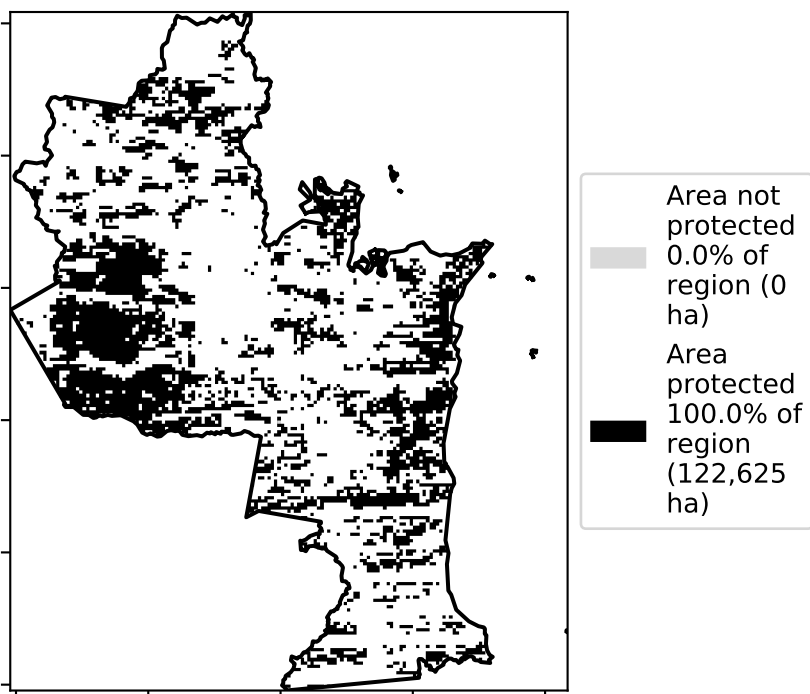 Area not
protected
0.0% of
region (0
ha)
Area
protected
100.0% of
region
(122,625
ha)